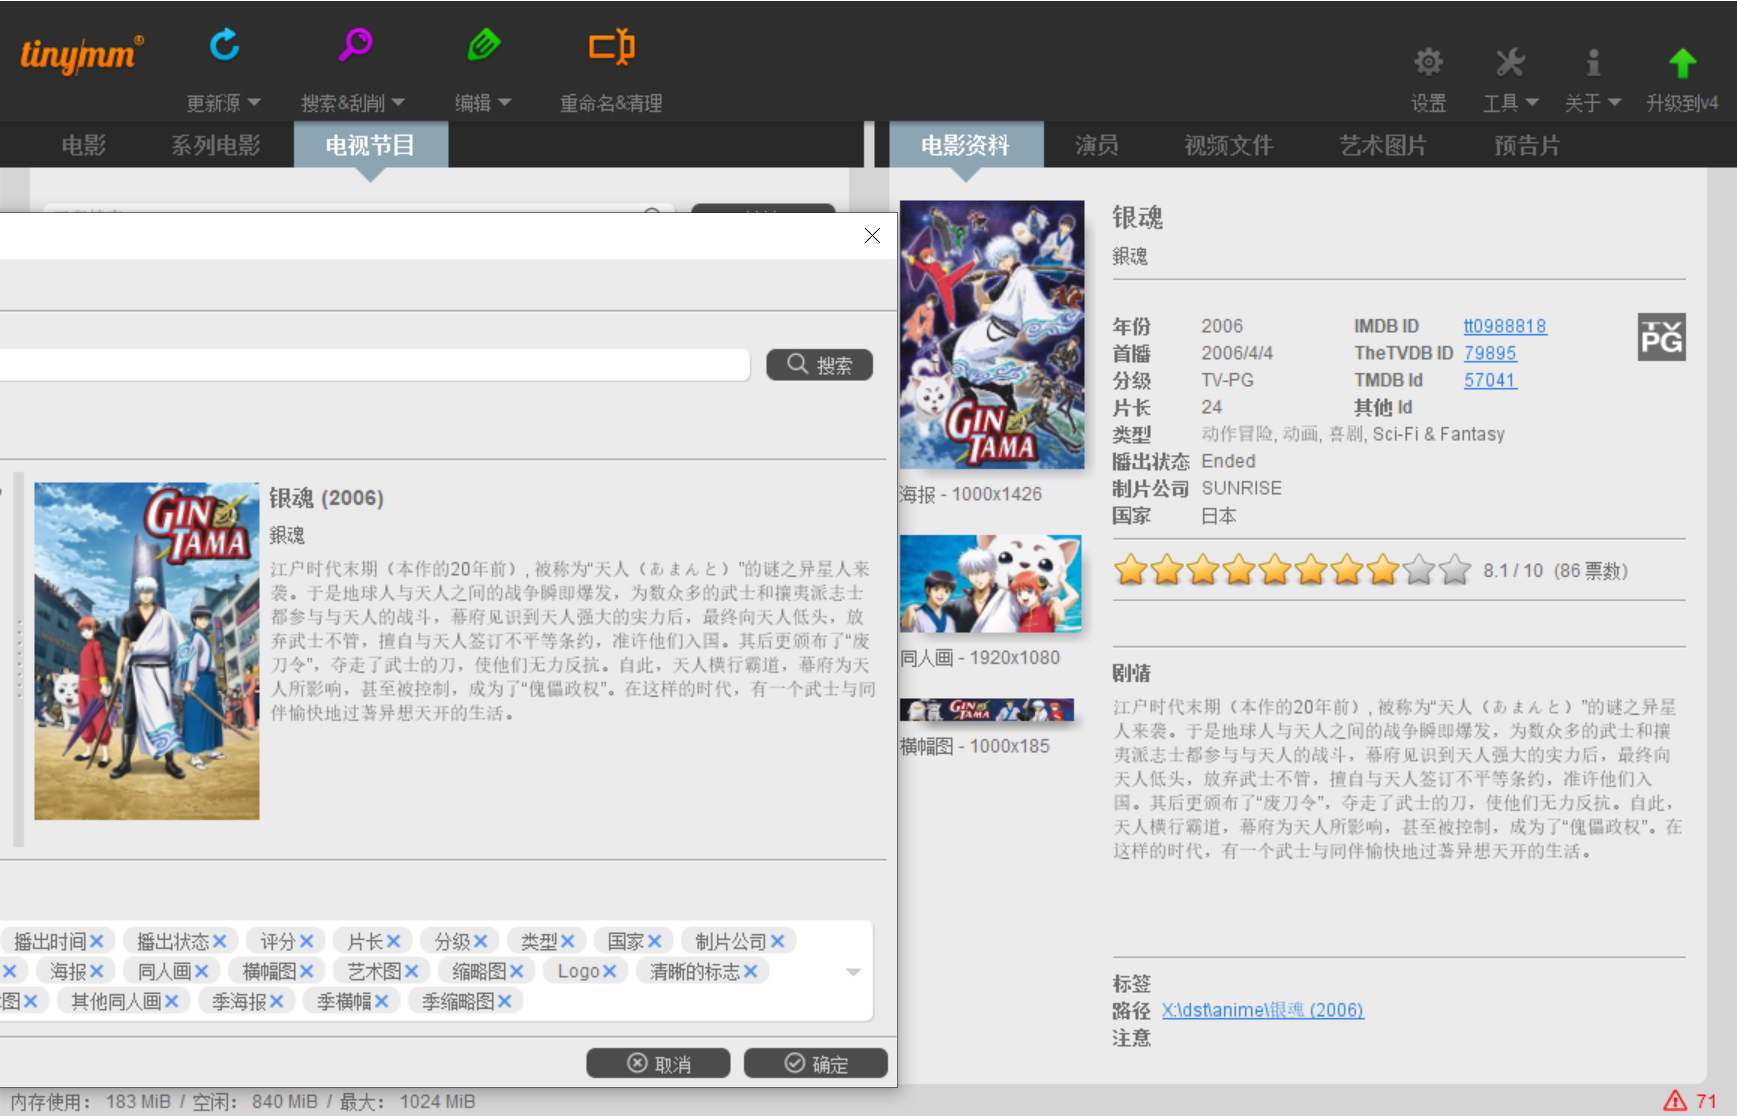 tinymm
更新源
搜索&刮削
编辑
重命名&清理
设置
工具
关于
升级到v4
电影
系列电影
电视节目
电影资料
演员
视频文件
艺术图片
预告片
搜索
银魂 (2006)
銀魂
江户时代末期（本作的20年前）, 被称为“天人（あまんと）”的谜之异星人来
袭。于是地球人与天人之间的战争瞬即爆发，为数众多的武士和攘夷派志士
都参与与天人的战斗，幕府见识到天人强大的实力后，最终向天人低头，放
弃武士不管，擅自与天人签订不平等条约，准许他们入国。其后更颁布了“废
刀令”，夺走了武士的刀，使他们无力反抗。自此，天人横行霸道，幕府为天
人所影响，甚至被控制，成为了“傀儡政权”。在这样的时代，有一个武士与同
伴愉快地过著异想天开的生活。
GIN
TAMA
播出时间
播出状态
评分
片长
分级
类型
国家
制片公司
海报
同人画
横幅图
艺术图
缩略图
Logo
清晰的标志
图
其他同人画
季海报
季横幅
季缩略图
取消
确定
GIN
TAMA
海报 - 1000x1426
同人画 - 1920x1080
GIN
TAMA
横幅图 - 1000x185
银魂
銀魂
年份 2006 IMDB ID tt0988818
首播 2006/4/4 TheTVDB ID 79895
分级 TV-PG TMDB Id 57041
片长 24 其他 Id
类型 动作冒险, 动画, 喜剧, Sci-Fi & Fantasy
播出状态 Ended
制片公司 SUNRISE
国家 日本
TV
PG
8.1 / 10 (86 票数)
剧情
江户时代末期（本作的20年前）, 被称为“天人（あまんと）”的谜之异星
人来袭。于是地球人与天人之间的战争瞬即爆发，为数众多的武士和攘
夷派志士都参与与天人的战斗，幕府见识到天人强大的实力后，最终向
天人低头，放弃武士不管，擅自与天人签订不平等条约，准许他们入
国。其后更颁布了“废刀令”，夺走了武士的刀，使他们无力反抗。自此，
天人横行霸道，幕府为天人所影响，甚至被控制，成为了“傀儡政权”。在
这样的时代，有一个武士与同伴愉快地过著异想天开的生活。
标签
路径 X:\dst\anime\银魂 (2006)
注意
内存使用： 183 MiB / 空闲： 840 MiB / 最大： 1024 MiB
71